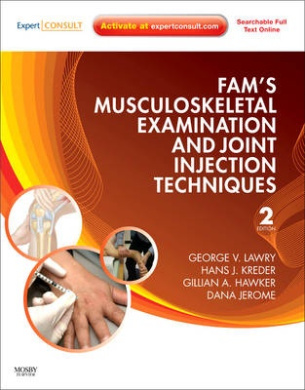 Expert CONSULT
Activate at expertconsult.com
Searchable Full
Text Online
FAM'S
MUSCULOSKELETAL
EXAMINATION
AND JOINT
INJECTION
TECHNIQUES
2
EDITION
GEORGE V. LAWRY
HANS J. KREDER
GILLIAN A. HAWKER
DANA JEROME
MOSBY
ELSEVIER